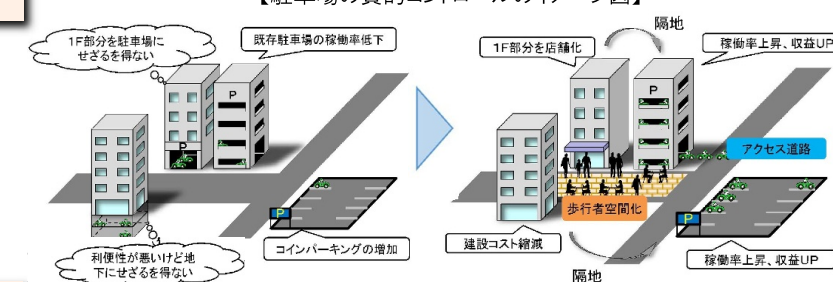 【駐車場の質的コントロールのイメージ図】
1F部分を駐車場に
せざるを得ない
既存駐車場の稼働率低下
P
P
P
コインパーキングの増加
利便性が悪いけど地
下にせざるを得ない
隔地
1F部分を店舗化
稼働率上昇、収益UP
P
アクセス道路
歩行者空間化
P
建設コスト縮減
稼働率上昇、収益UP
隔地